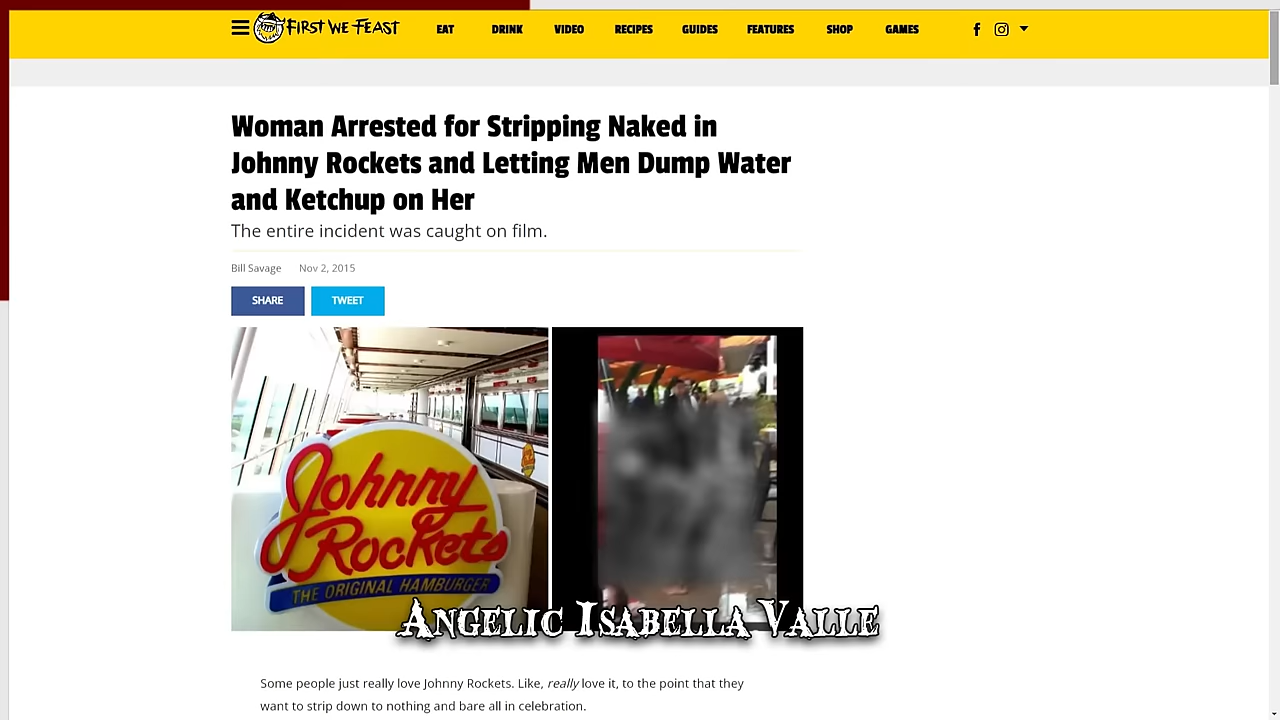 FIRST WE FEAST
EAT DRINK VIDEO RECIPES GUIDES FEATURES SHOP GAMES
Woman Arrested for Stripping Naked in
Johnny Rockets and Letting Men Dump Water
and Ketchup on Her
The entire incident was caught on film.
Bill Savage Nov 2, 2015
SHARE TWEET
Johnny
Rockets
THE ORIGINAL HAMBURGER
ANGELIC ISABELLA VALLE
Some people just really love Johnny Rockets. Like, really love it, to the point that they
want to strip down to nothing and bare all in celebration.